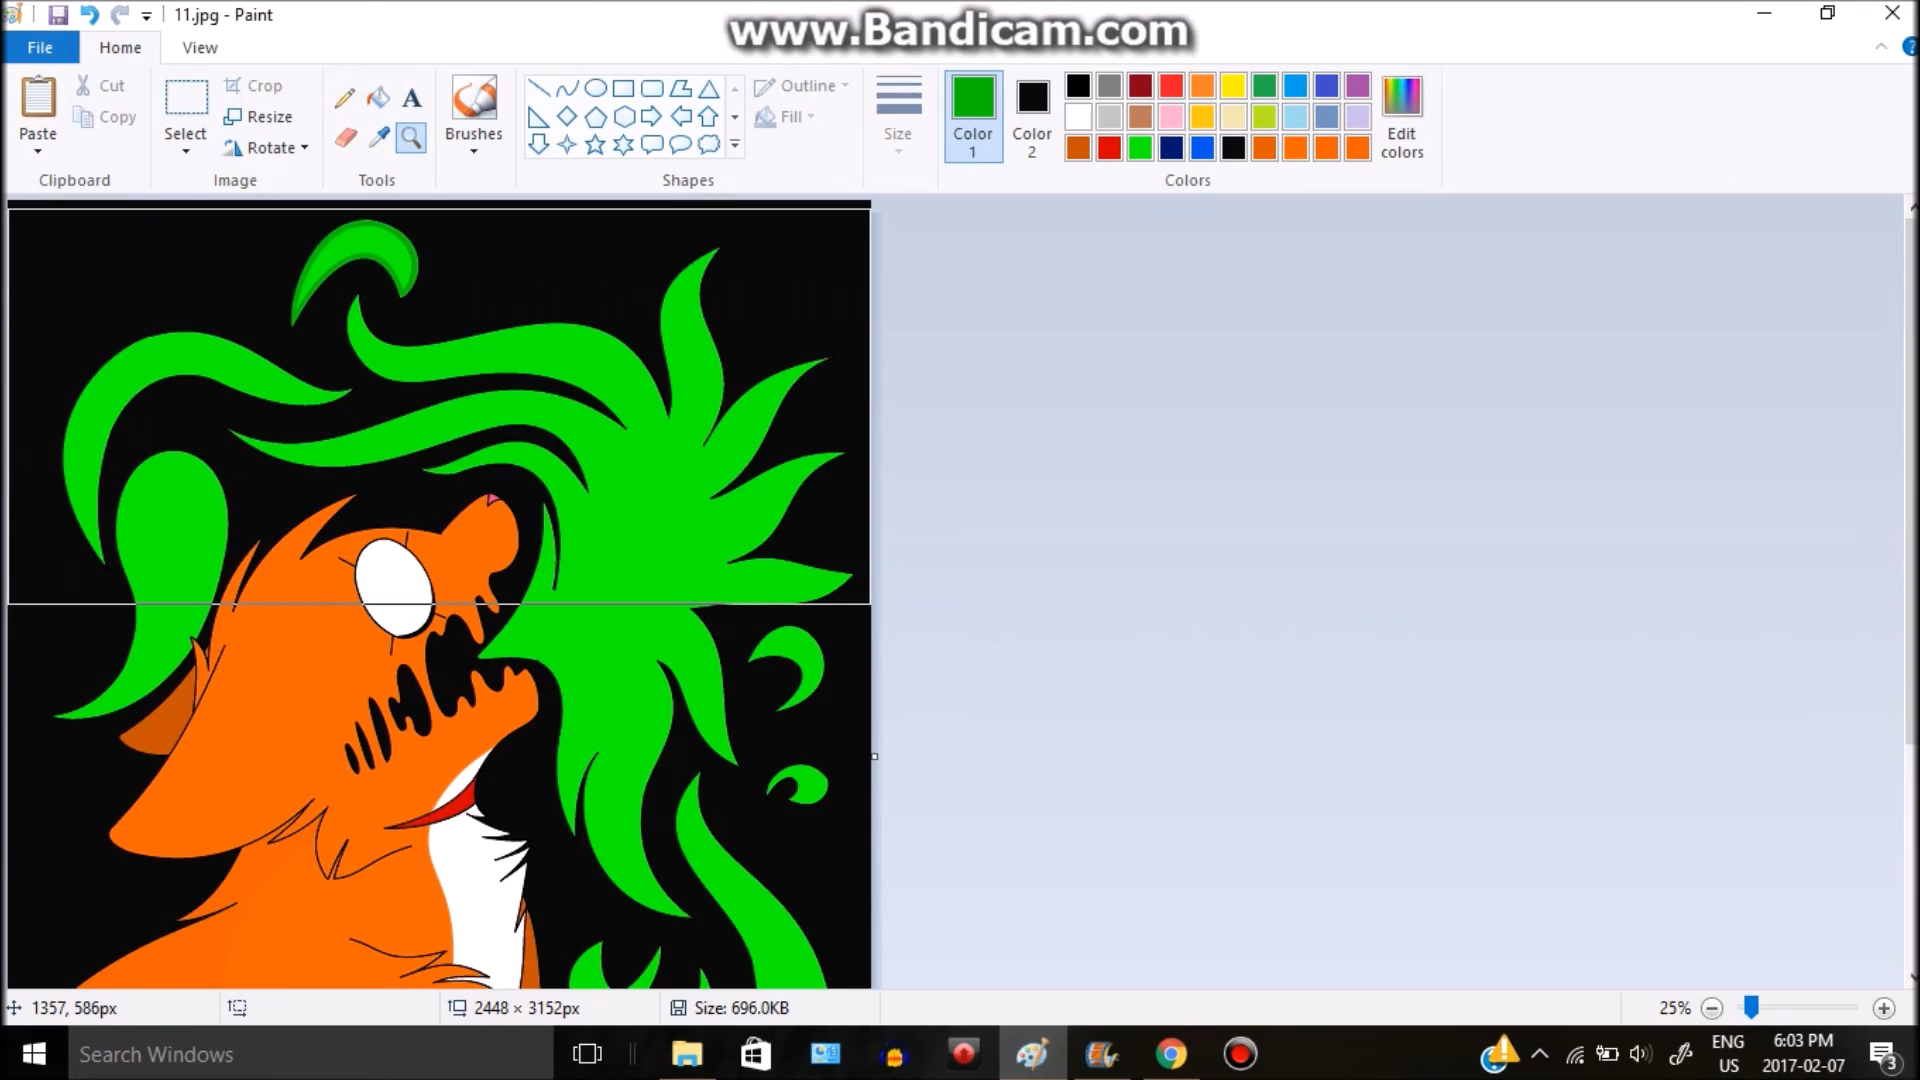 11.jpg - Paint
www.Bandicam.com
File
Home
View
Paste
Cut
Copy
Clipboard
Select
Crop
Resize
Rotate
Image
A
Tools
Brushes
Shapes
Outline
Fill
Size
Color
1
Color
2
Edit
colors
Colors
1357, 586px
2448 × 3152px
Size: 696.0KB
25%
Search Windows
ENG
US
6:03 PM
2017-02-07
3